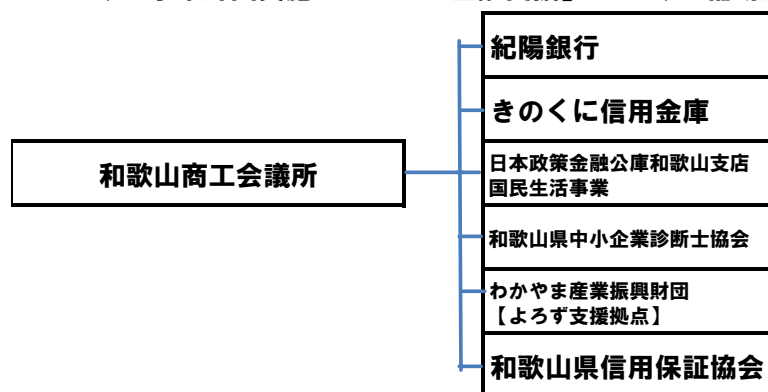 紀陽銀行
きのくに信用金庫
和歌山商工会議所
日本政策金融公庫和歌山支店
国民生活事業
和歌山県中小企業診断士協会
わかやま産業振興財団
【よろず支援拠点】
和歌山県信用保証協会